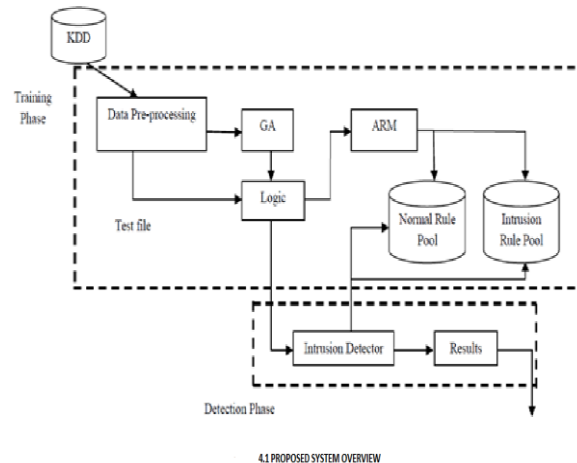 KDD
Training
Phase
Data Pre-processing
GA
ARM
Logic
Normal Rule
Pool
Intrusion
Rule Pool
Test file
Intrusion Detector
Results
Detection Phase
4.1 PROPOSED SYSTEM OVERVIEW